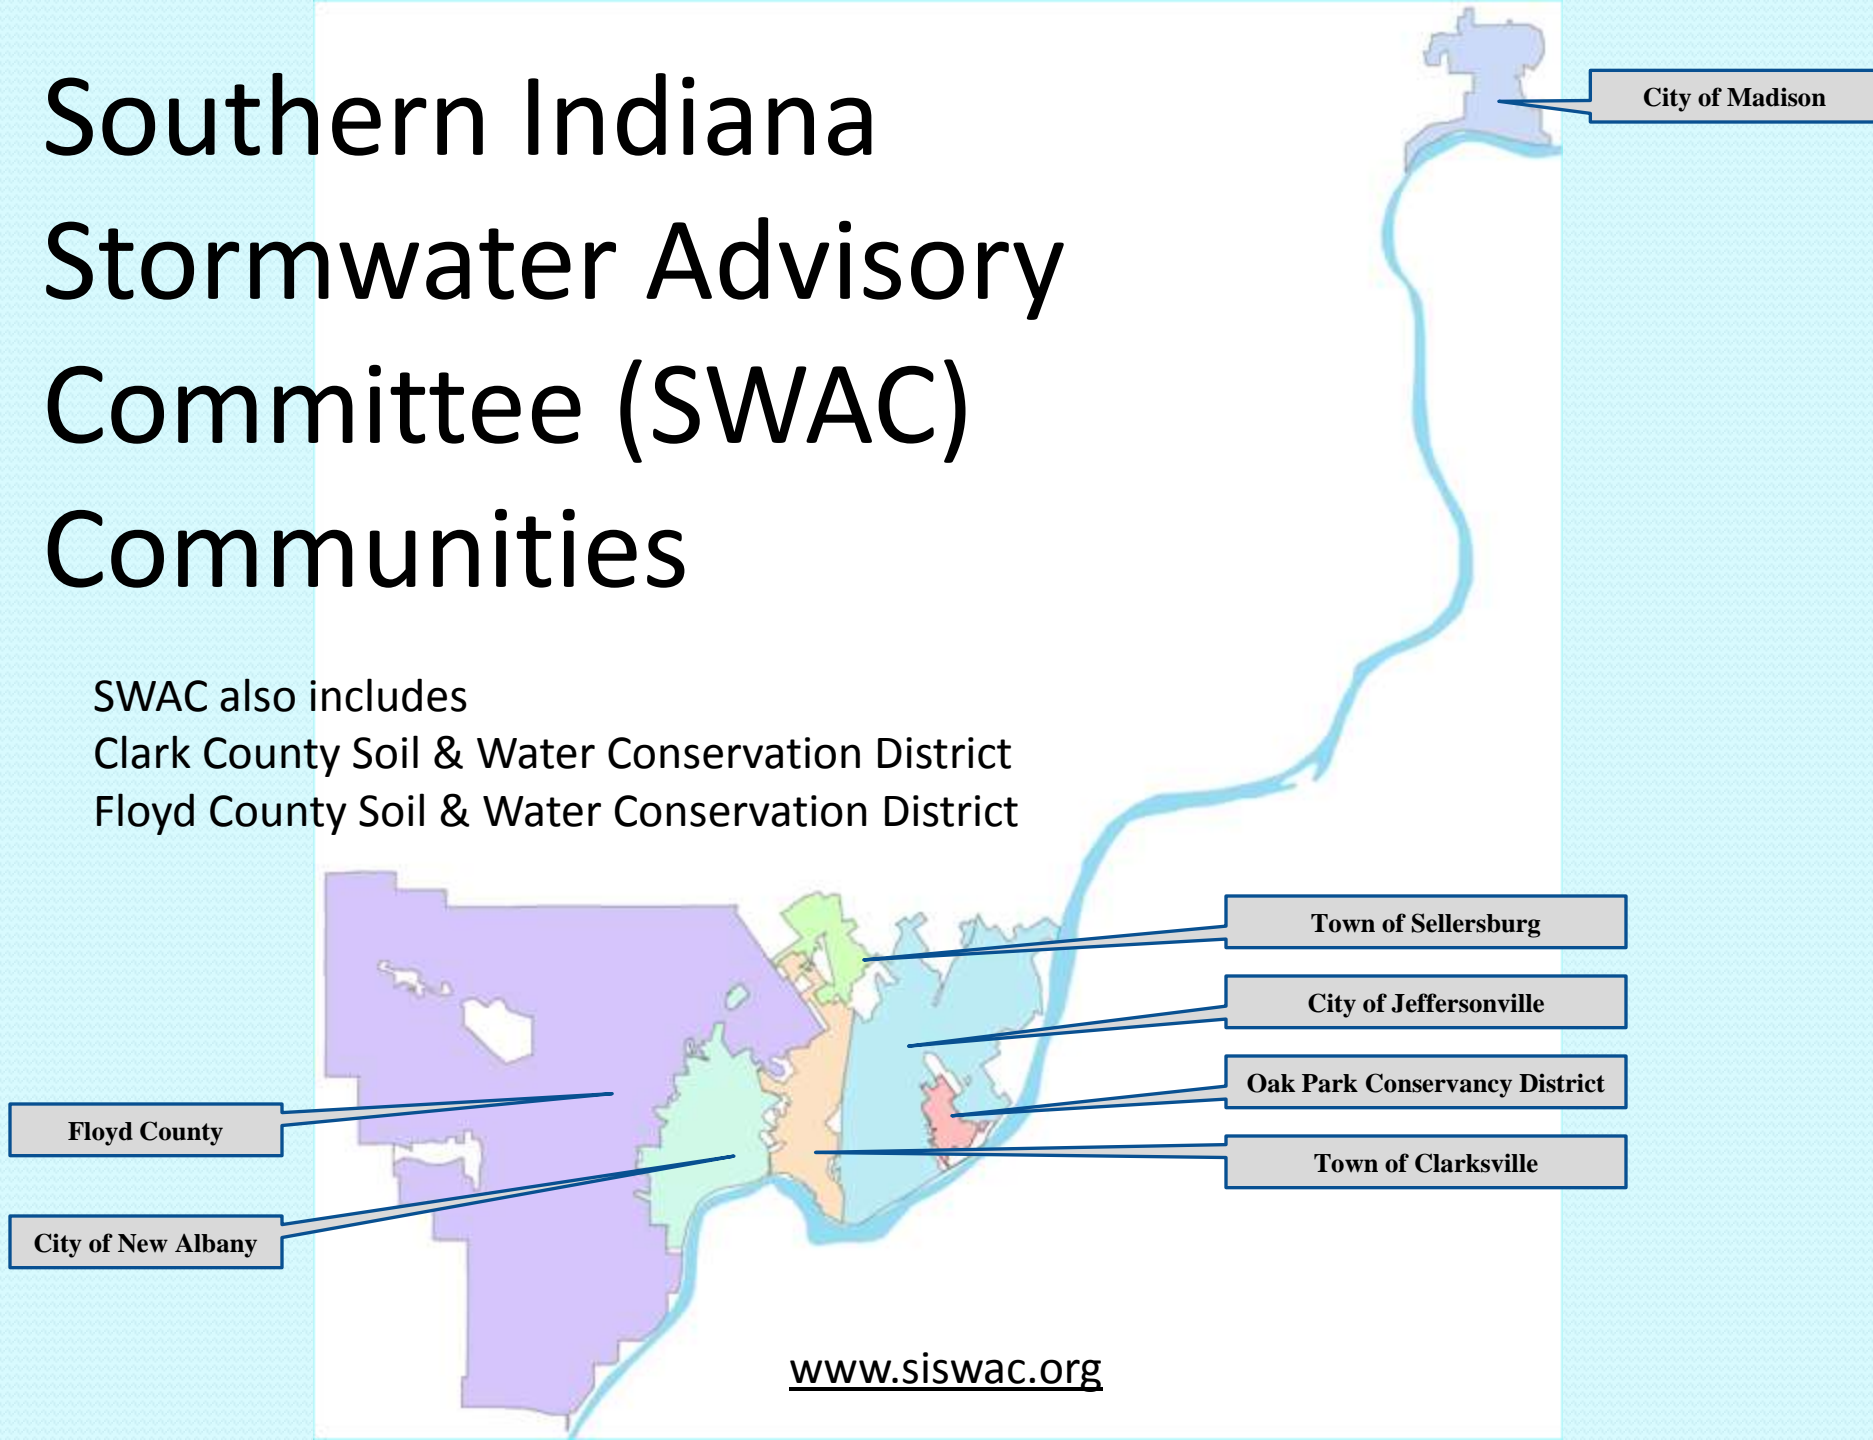 Southern Indiana
Stormwater Advisory
Committee (SWAC)
Communities
City of Madison
SWAC also includes
Clark County Soil & Water Conservation District
Floyd County Soil & Water Conservation District
Town of Sellersburg
City of Jeffersonville
Oak Park Conservancy District
Town of Clarksville
Floyd County
City of New Albany
www.siswac.org